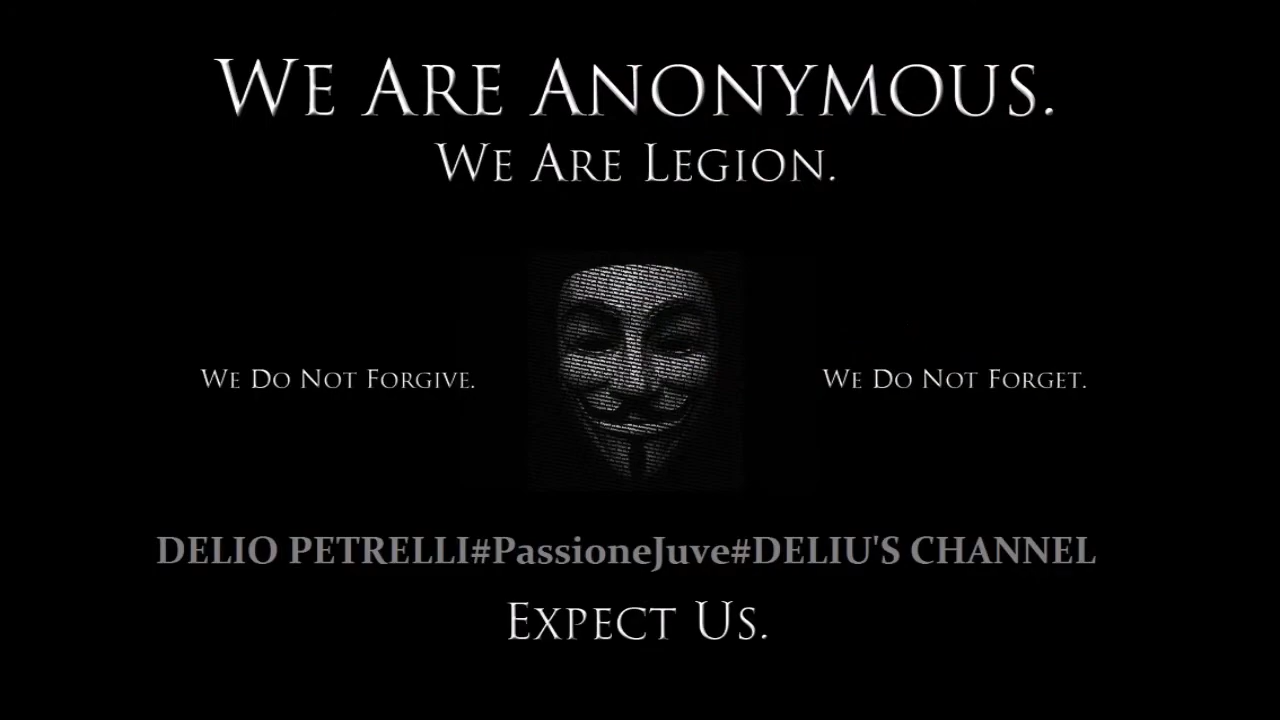 We Are Anonymous.
We Are Legion.
We Do Not Forgive. We Do Not Forget.
DELIO PETRELLI#PassioneJuve#DELIU'S CHANNEL
Expect Us.